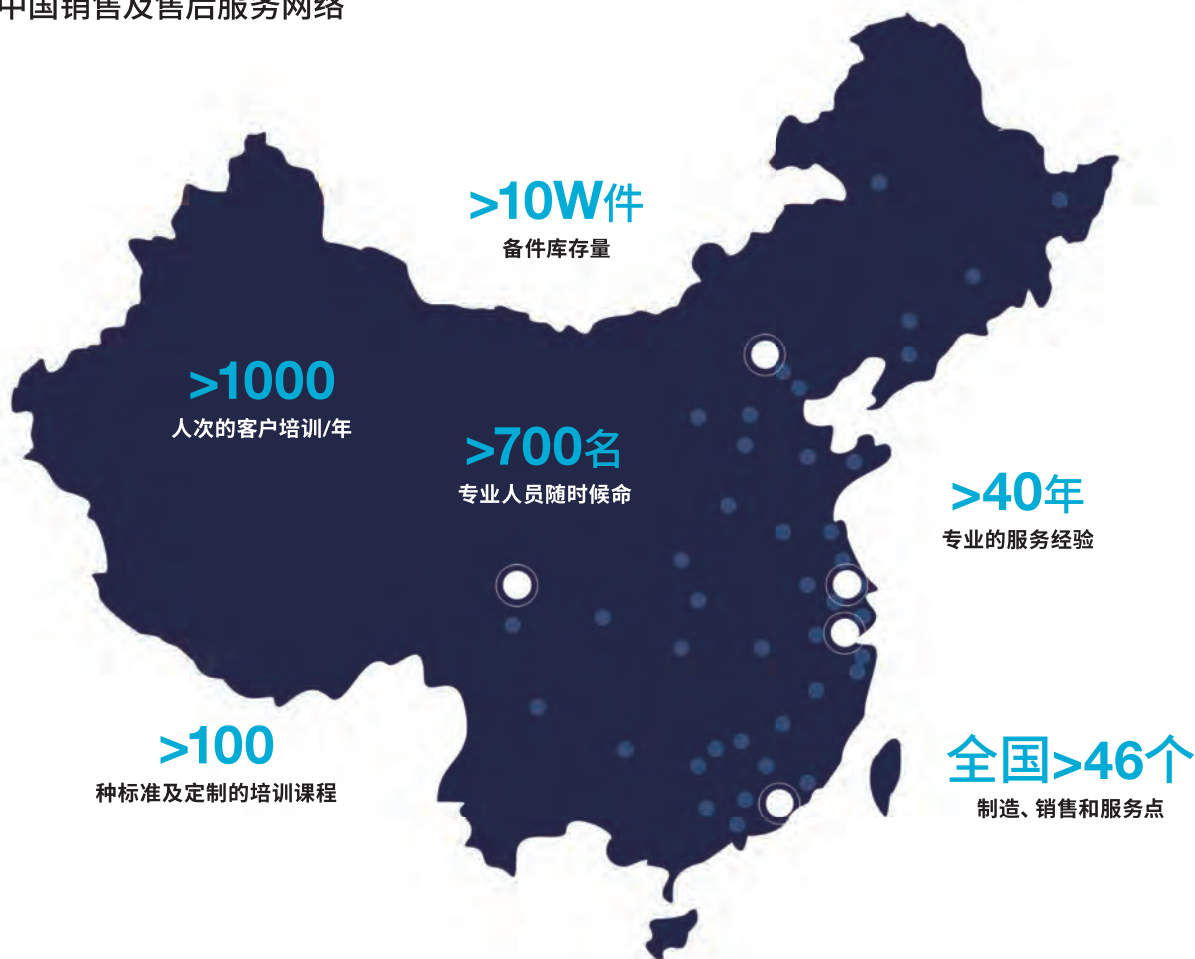 中国销售及售后服务网络
>10W件
备件库存量
>1000
人次的客户培训/年
>700名
专业人员随时候命
>40年
专业的服务经验
>100
种标准及定制的培训课程
全国>46个
制造、销售和服务点